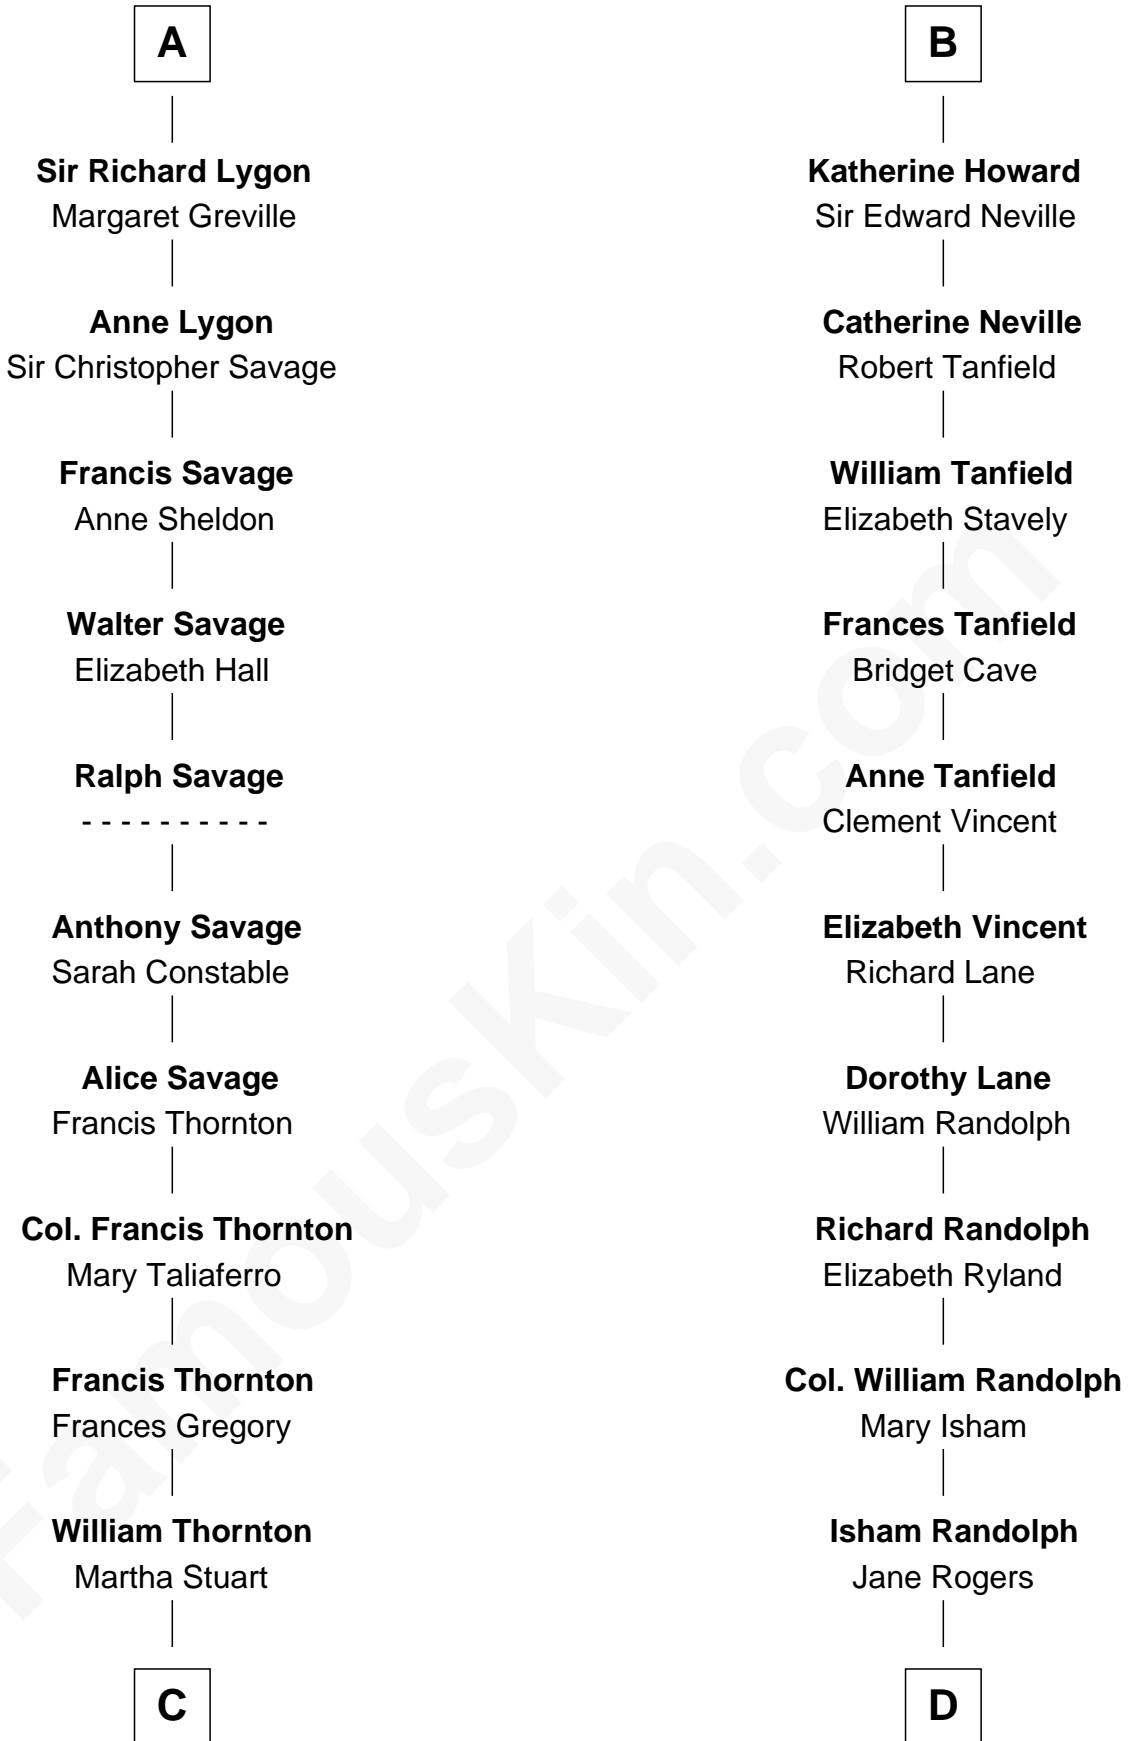 A
Sir Richard Lygon
Margaret Greville
Anne Lygon
Sir Christopher Savage
Francis Savage
Anne Sheldon
Walter Savage
Elizabeth Hall
Ralph Savage
- - - - - - - - - -
Anthony Savage
Sarah Constable
Alice Savage
Francis Thornton
Col. Francis Thornton
Mary Taliaferro
Francis Thornton
Frances Gregory
William Thornton
Martha Stuart
C
B
Katherine Howard
Sir Edward Neville
Catherine Neville
Robert Tanfield
William Tanfield
Elizabeth Stavely
Frances Tanfield
Bridget Cave
Anne Tanfield
Clement Vincent
Elizabeth Vincent
Richard Lane
Dorothy Lane
William Randolph
Richard Randolph
Elizabeth Ryland
Col. William Randolph
Mary Isham
Isham Randolph
Jane Rogers
D
FamousKin.com